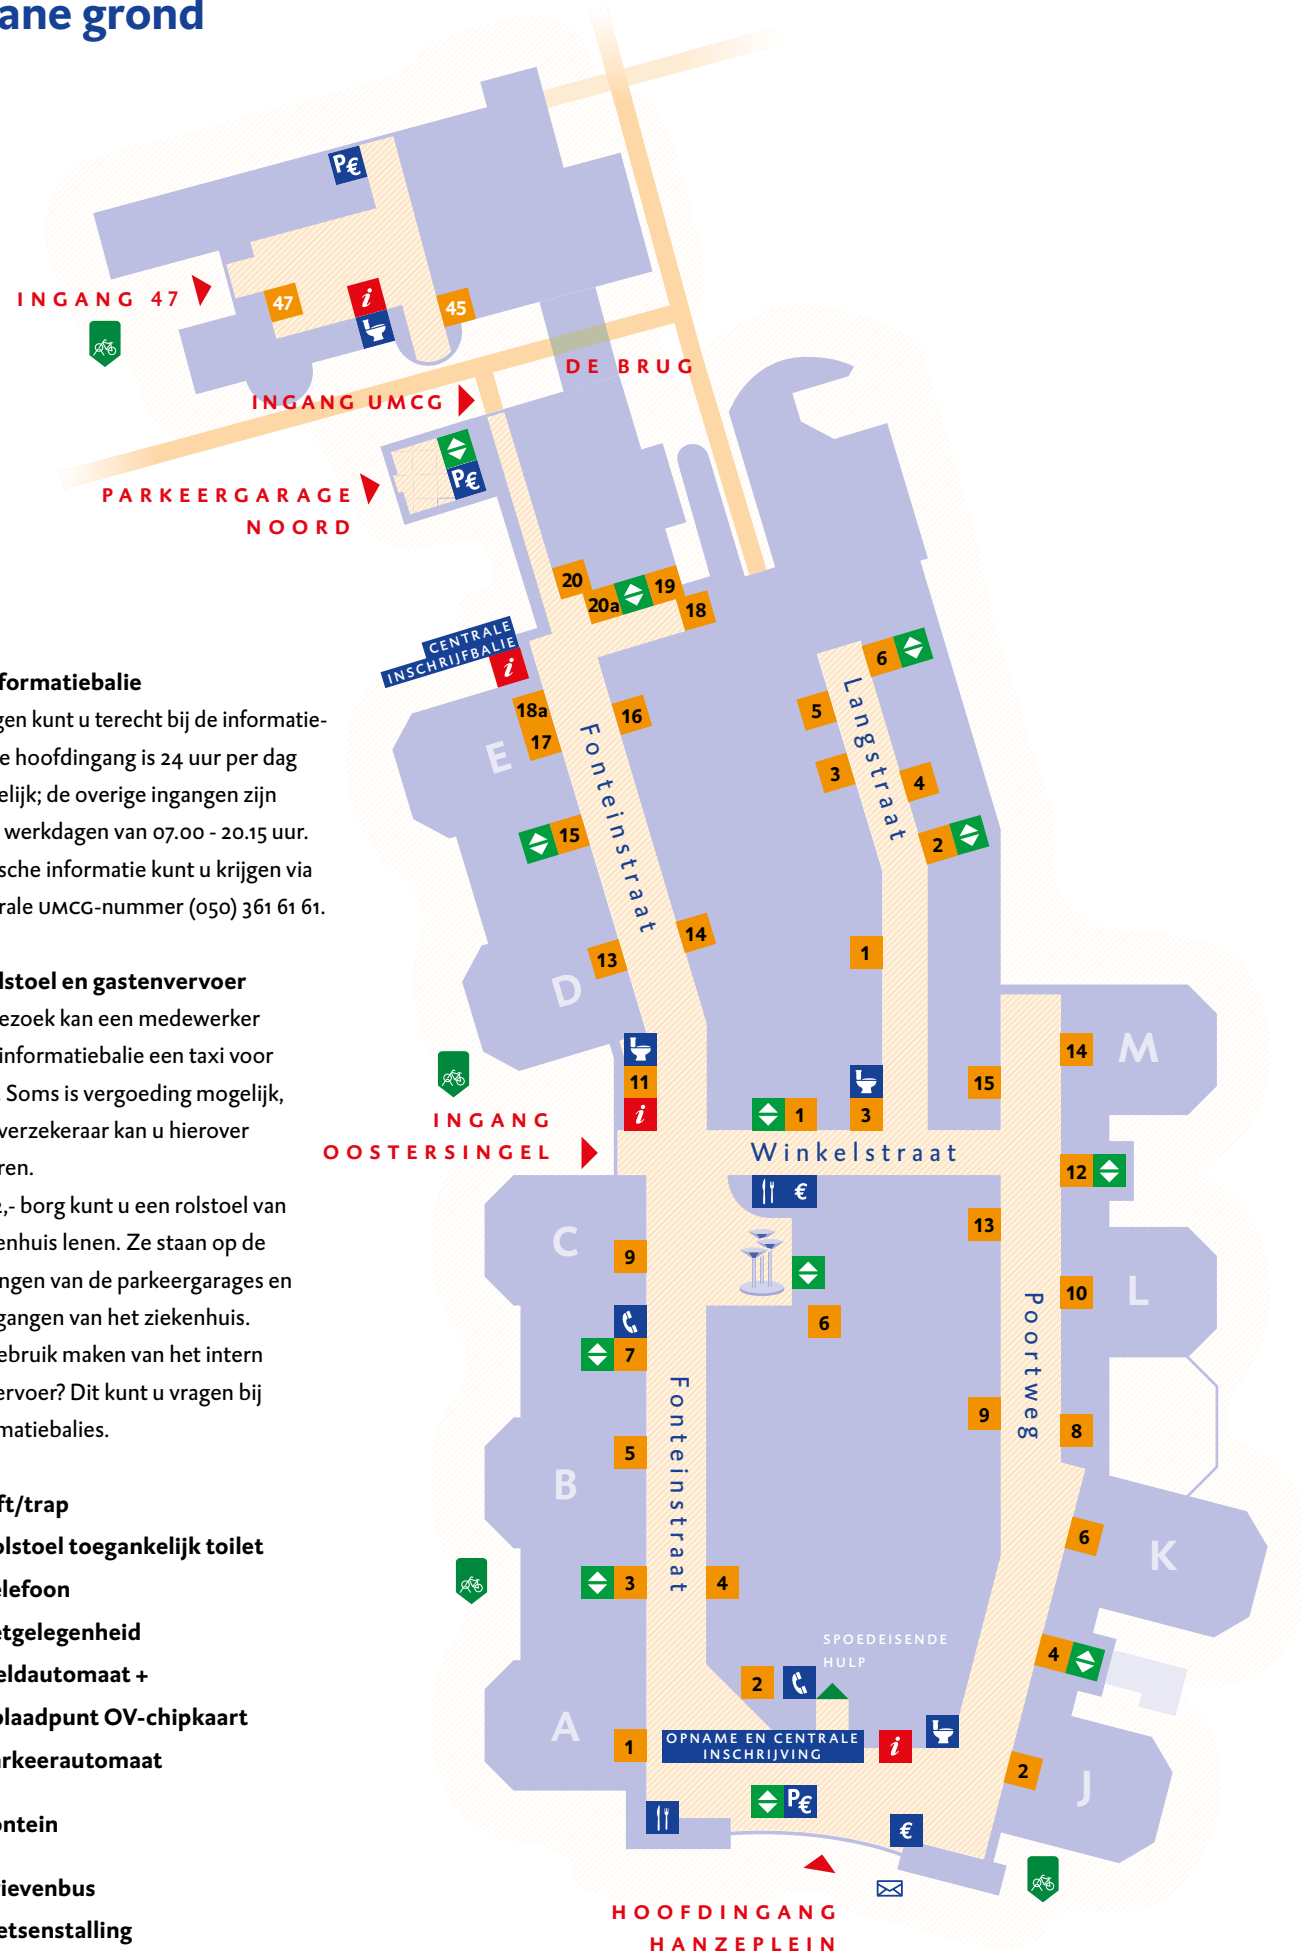 ane grond
P€
INGANG 47
47
i
45
DE BRUG
INGANG UMCG
P€
PARKEERGARAGE
NOORD
20
20a
19
18
CENTRALE
INSCHRIJFBALIE
i
6
18a
17
16
5
Langstraat
E
Fonteinstraat
3
4
15
2
14
13
1
D
formatiebalie
gen kunt u terecht bij de informatie-
e hoofdingang is 24 uur per dag
elijk; de overige ingangen zijn
werkdagen van 07.00 - 20.15 uur.
sche informatie kunt u krijgen via
rale UMCG-nummer (050) 361 61 61.
lstoel en gastenvervoer
ezoek kan een medewerker
informatiebalie een taxi voor
Soms is vergoeding mogelijk,
verzekeraar kan u hierover
ren.
,- borg kunt u een rolstoel van
enhuis lenen. Ze staan op de
ngen van de parkeergarages en
gangen van het ziekenhuis.
ebruik maken van het intern
ervoer? Dit kunt u vragen bij
matiebalies.
ft/trap
olstoel toegankelijk toilet
elefoon
etgelegenheid
eldautomaat +
plaadpunt OV-chipkaart
arkeerautomaat
ontein
rievenbus
etsenstalling
11
i
INGANG
OOSTERSINGEL
1
3
Winkelstraat
€
15
14
M
12
13
C
9
6
10
L
7
Poortweg
Fonteinstraat
9
8
5
B
6
K
3
4
SPOEDEISENDE
HULP
2
4
A
1
OPNAME EN CENTRALE
INSCHRIJVING
i
2
J
P€
€
HOOFDINGANG
HANZEPLEIN